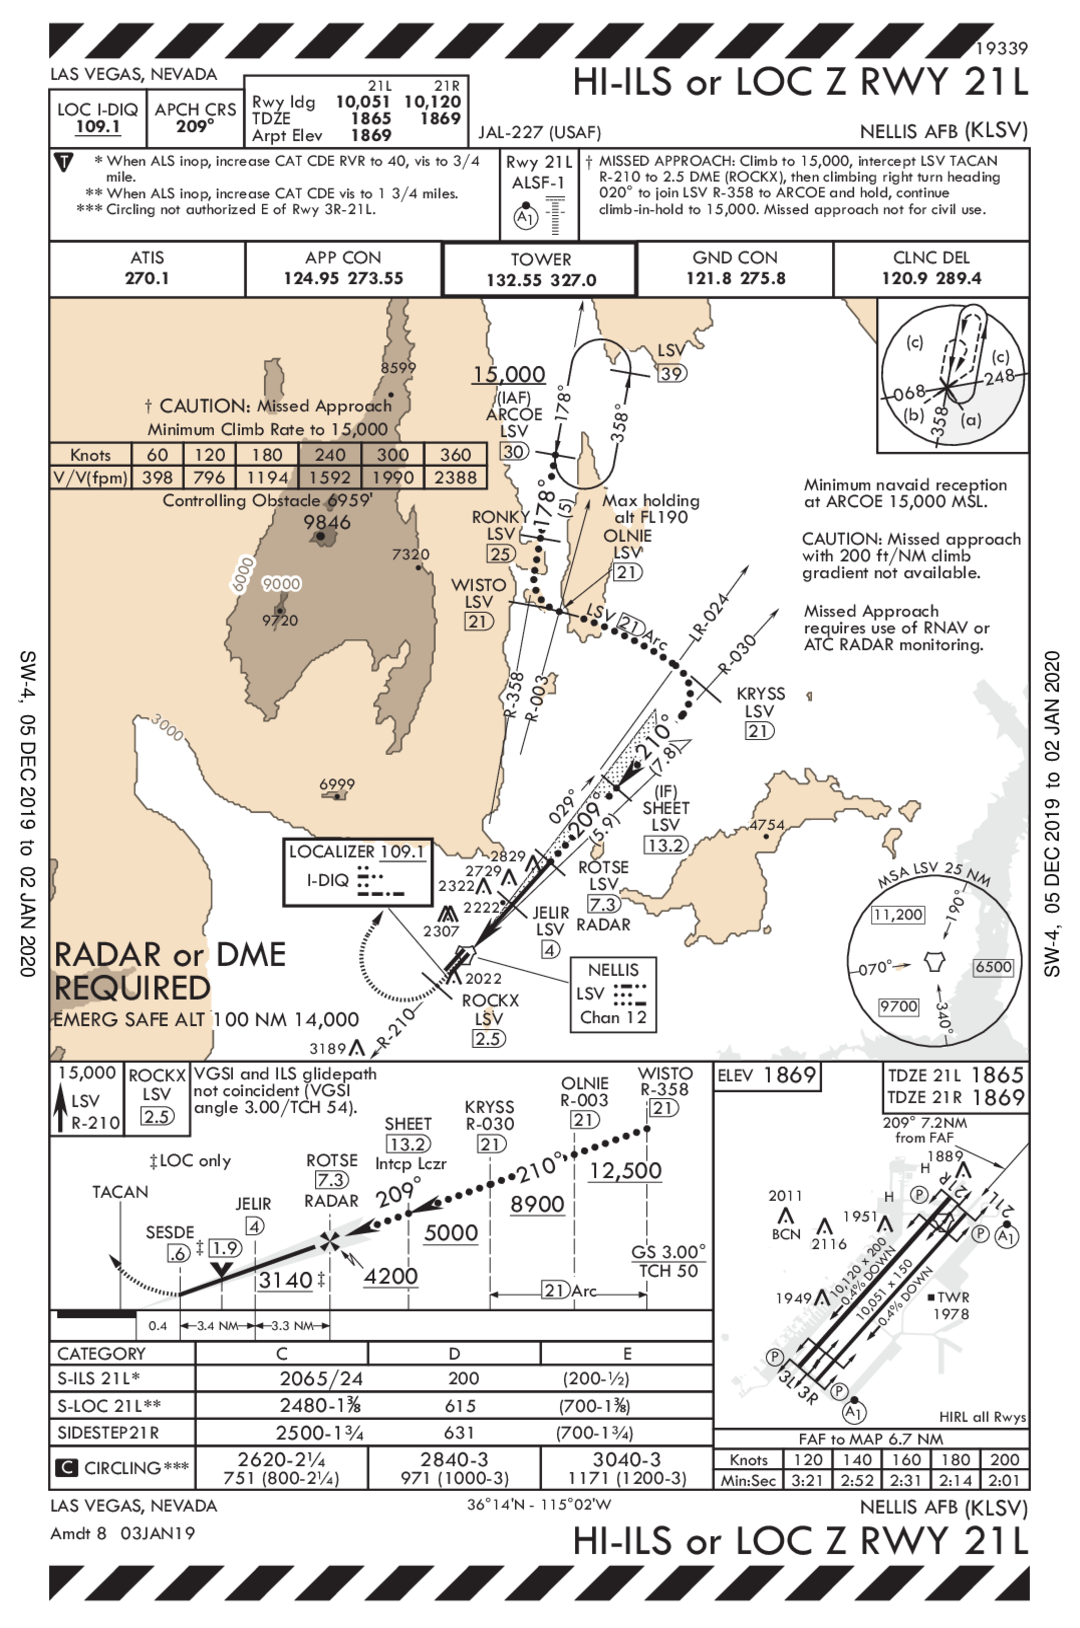 19339
LAS VEGAS, NEVADA
HI-ILS or LOC Z RWY 21L
LOC I-DIQ
109.1
APCH CRS
209°
21L 21R
Rwy ldg 10,051 10,120
TDZE 1865 1869
Arpt Elev 1869
JAL-227 (USAF)
NELLIS AFB (KLSV)
T
* When ALS inop, increase CAT CDE RVR to 40, vis to 3/4
mile.
** When ALS inop, increase CAT CDE vis to 1 3/4 miles.
*** Circling not authorized E of Rwy 3R-21L.
Rwy 21L
ALSF-1
A1
† MISSED APPROACH: Climb to 15,000, intercept LSV TACAN
R-210 to 2.5 DME (ROCKX), then climbing right turn heading
020° to join LSV R-358 to ARCOE and hold, continue
climb-in-hold to 15,000. Missed approach not for civil use.
ATIS
270.1
APP CON
124.95 273.55
TOWER
132.55 327.0
GND CON
121.8 275.8
CLNC DEL
120.9 289.4
8599
† CAUTION: Missed Approach
Minimum Climb Rate to 15,000
Knots 60 120 180 240 300 360
V/V(fpm) 398 796 1194 1592 1990 2388
Controlling Obstacle 6959'
9846
7320
6000
9000
9720
3000
6999
15,000
(IAF)
ARCOE
LSV
30
LSV
39
178°
358°
178°
(5)
RONKY
LSV
25
Max holding
alt FL190
OLNIE
LSV
21
WISTO
LSV
21
LSV 21 Arc
LR-024
R-030
R-358
R-003
KRYSS
LSV
21
210°
(7.8)
029°
209°
(5.9)
(IF)
SHEET
LSV
13.2
4754
ROTSE
LSV
7.3
RADAR
JELIR
LSV
4
2829
2729
2322
2222
2307
2022
LOCALIZER 109.1
I-DIQ
NELLIS
LSV
Chan 12
ROCKX
LSV
2.5
R-210
3189
RADAR or DME
REQUIRED
EMERG SAFE ALT 100 NM 14,000
(c)
(c)
068
248
(b)
358
(a)
Minimum navaid reception
at ARCOE 15,000 MSL.
CAUTION: Missed approach
with 200 ft/NM climb
gradient not available.
Missed Approach
requires use of RNAV or
ATC RADAR monitoring.
MSA LSV 25 NM
11,200
190°
070°
6500
9700
340°
SW-4, 05 DEC 2019 to 02 JAN 2020
SW-4, 05 DEC 2019 to 02 JAN 2020
15,000
LSV
R-210
ROCKX
LSV
2.5
VGSI and ILS glidepath
not coincident (VGSI
angle 3.00/TCH 54).
‡LOC only
TACAN
SESDE
.6
‡ 1.9
JELIR
4
ROTSE
7.3
RADAR
SHEET
13.2
Intcp Lczr
KRYSS
R-030
21
OLNIE
R-003
21
WISTO
R-358
21
209°
210°
12,500
8900
5000
4200
3140 ‡
GS 3.00°
TCH 50
21 Arc
0.4
3.4 NM
3.3 NM
CATEGORY C D E
S-ILS 21L* 2065/24 200 (200-½)
S-LOC 21L** 2480-1⅜ 615 (700-1⅜)
SIDESTEP21R 2500-1¾ 631 (700-1¾)
C CIRCLING*** 2620-2¼ 2840-3 3040-3
751 (800-2¼) 971 (1000-3) 1171 (1200-3)
ELEV 1869
TDZE 21L 1865
TDZE 21R 1869
209° 7.2NM
from FAF
1889
H
21R
21L
P
2011
BCN
H
1951
2116
P
A1
10,120 x 200
0.4% DOWN
10,051 x 150
0.4% DOWN
1949
TWR
1978
P
3L
3R
P
A1
HIRL all Rwys
FAF to MAP 6.7 NM
Knots 120 140 160 180 200
Min:Sec 3:21 2:52 2:31 2:14 2:01
LAS VEGAS, NEVADA
36°14'N - 115°02'W
NELLIS AFB (KLSV)
Amdt 8 03JAN19
HI-ILS or LOC Z RWY 21L